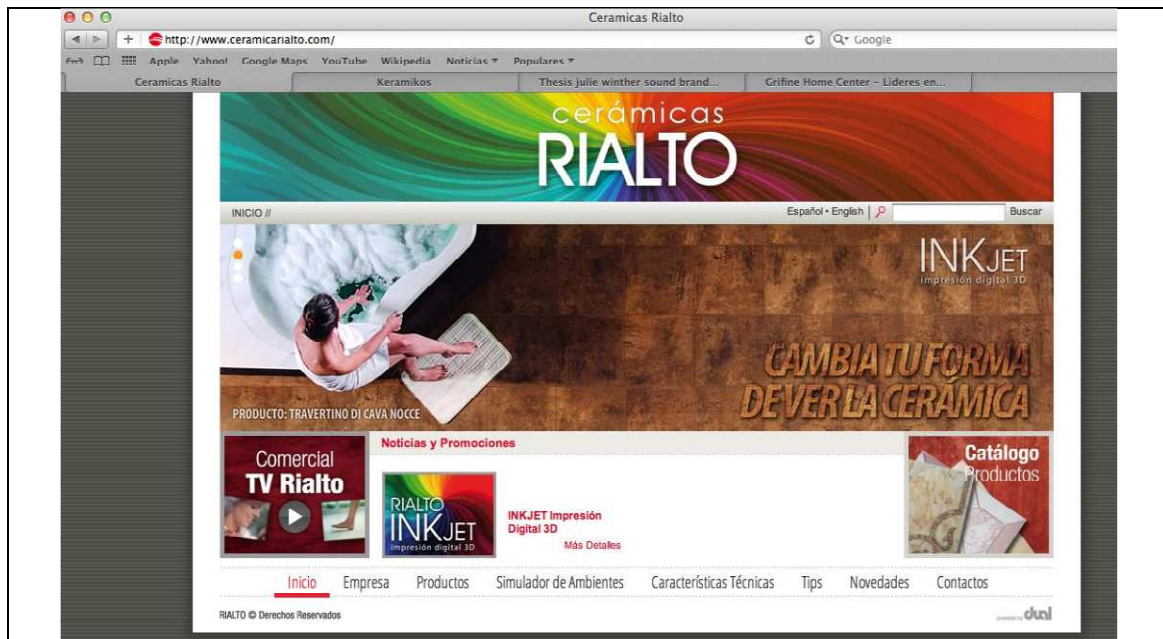 Ceramicas Rialto
http://www.ceramicarialto.com/
Google
Apple Yahoo! Google Maps YouTube Wikipedia Noticias Populares
Ceramicas Rialto Keramikos Thesis julie winther sound brand... Grifine Home Center – Lideres en...
cerámicas
RIALTO
INICIO // Español • English | Buscar
INKJET
impresión digital 3D
CAMBIA TU FORMA
DE VER LA CERÁMICA
PRODUCTO: TRAVERTINO DI CAVA NOCCE
Comercial
TV Rialto
Noticias y Promociones
RIALTO
INKJET
impresión digital 3D
INKJET Impresión
Digital 3D
Más Detalles
Catálogo
Productos
Inicio Empresa Productos Simulador de Ambientes Características Técnicas Tips Novedades Contactos
RIALTO © Derechos Reservados
powered by dual